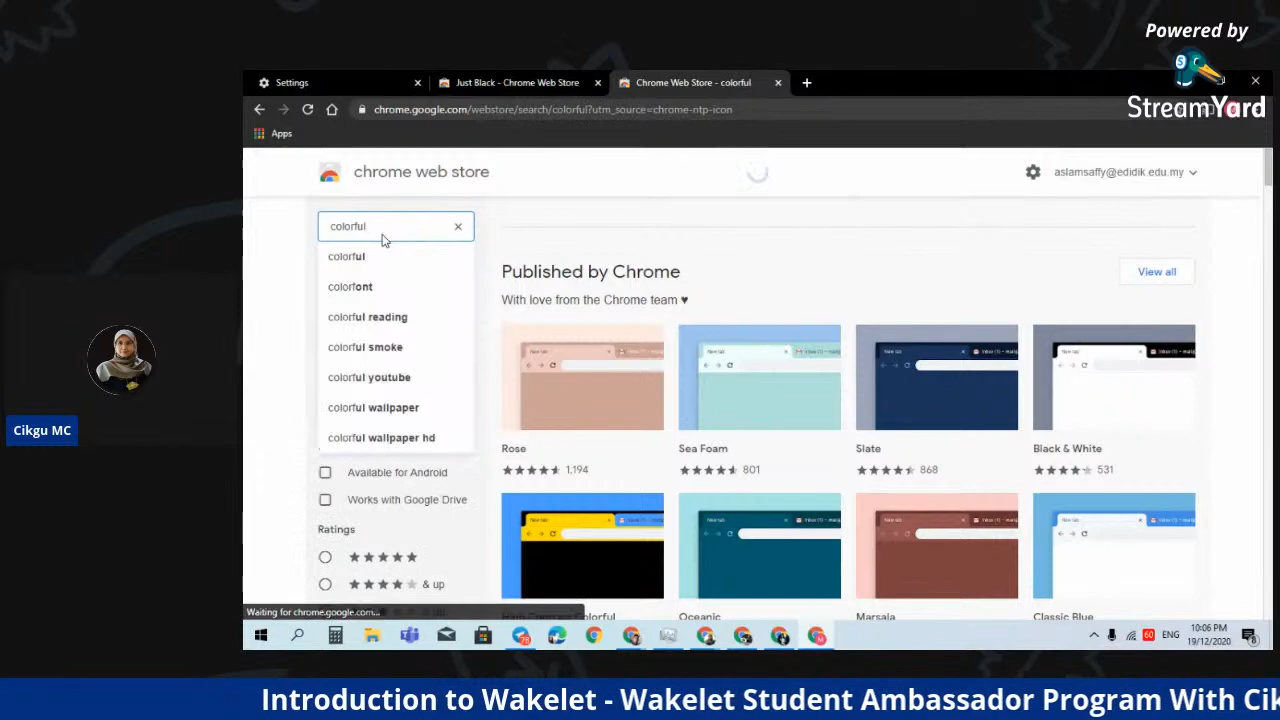 Powered by
StreamYard
Settings
Just Black - Chrome Web Store
Chrome Web Store - colorful
chrome.google.com/webstore/search/colorful?utm_source=chrome-ntp-icon
Apps
chrome web store
aslamsaffy@edidik.edu.my
colorful
colorful
colorfont
colorful reading
colorful smoke
colorful youtube
colorful wallpaper
colorful wallpaper hd
Available for Android
Works with Google Drive
Ratings
& up
Published by Chrome
View all
With love from the Chrome team ♥
Rose
Sea Foam
Slate
Black & White
1,194
801
868
531
Colorful
Oceanic
Marsala
Classic Blue
Waiting for chrome.google.com...
28
60
ENG
10:06 PM
19/12/2020
8
Cikgu MC
Introduction to Wakelet - Wakelet Student Ambassador Program With Cik